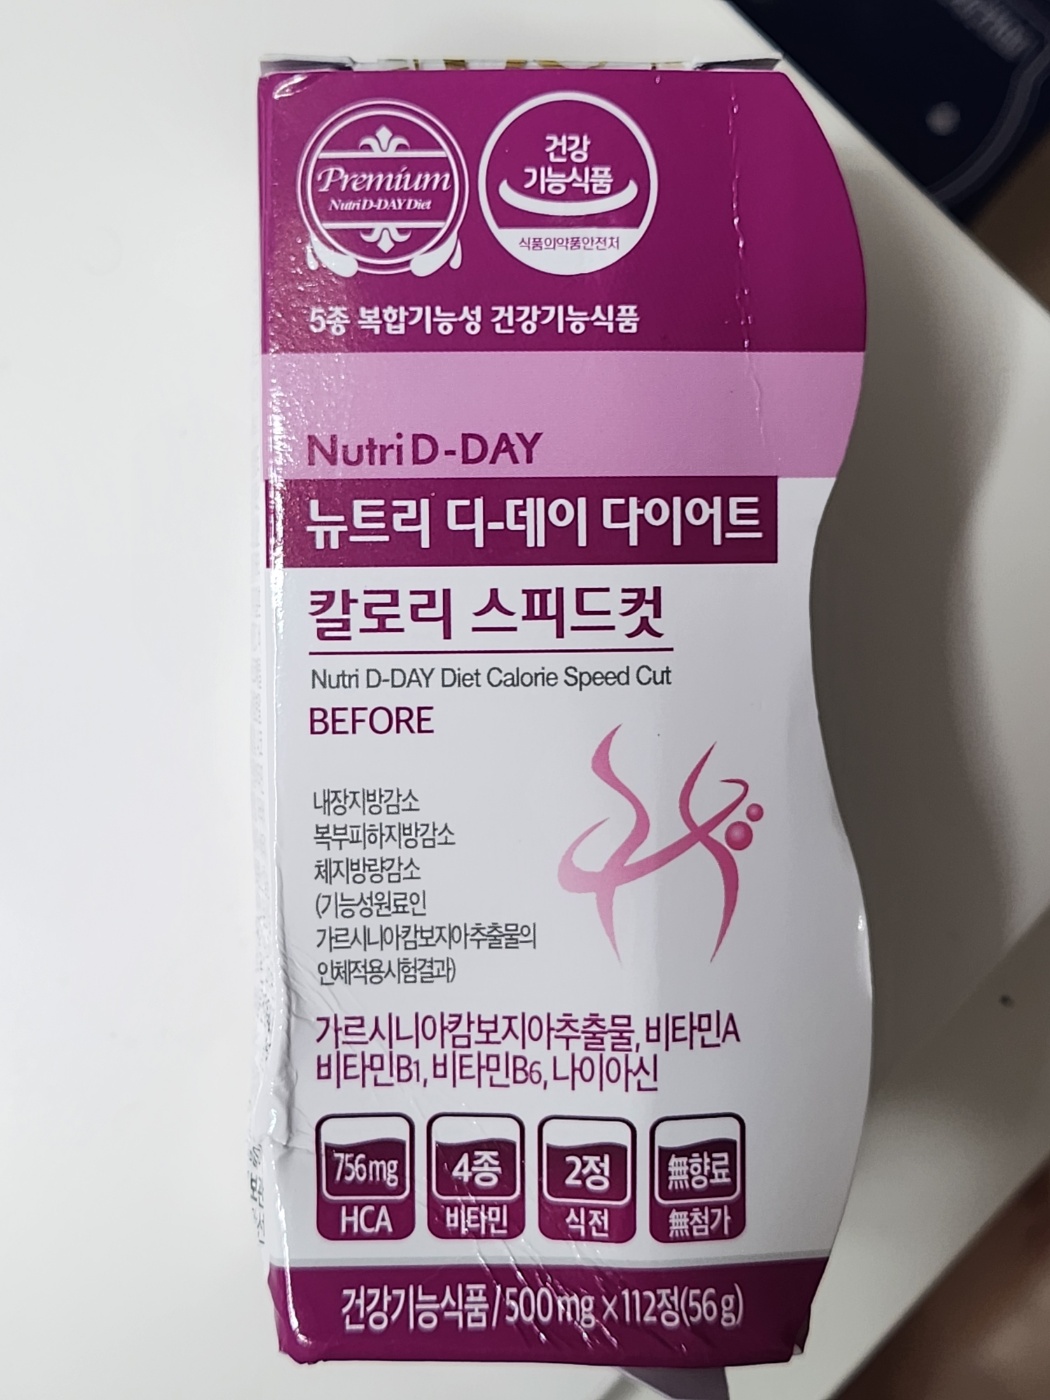 Premium
Nutri D-DAY Diet
건강
기능식품
식품의약품안전처
5종 복합기능성 건강기능식품
Nutri D-DAY
뉴트리 디-데이 다이어트
칼로리 스피드컷
Nutri D-DAY Diet Calorie Speed Cut
BEFORE
내장지방감소
복부피하지방감소
체지방량감소
(기능성원료인
가르시니아캄보지아추출물의
인체적용시험결과)
가르시니아캄보지아추출물, 비타민A
비타민B1, 비타민B6, 나이아신
756mg
HCA
4종
비타민
2정
식전
無향료
無첨가
건강기능식품/500mg×112정(56g)